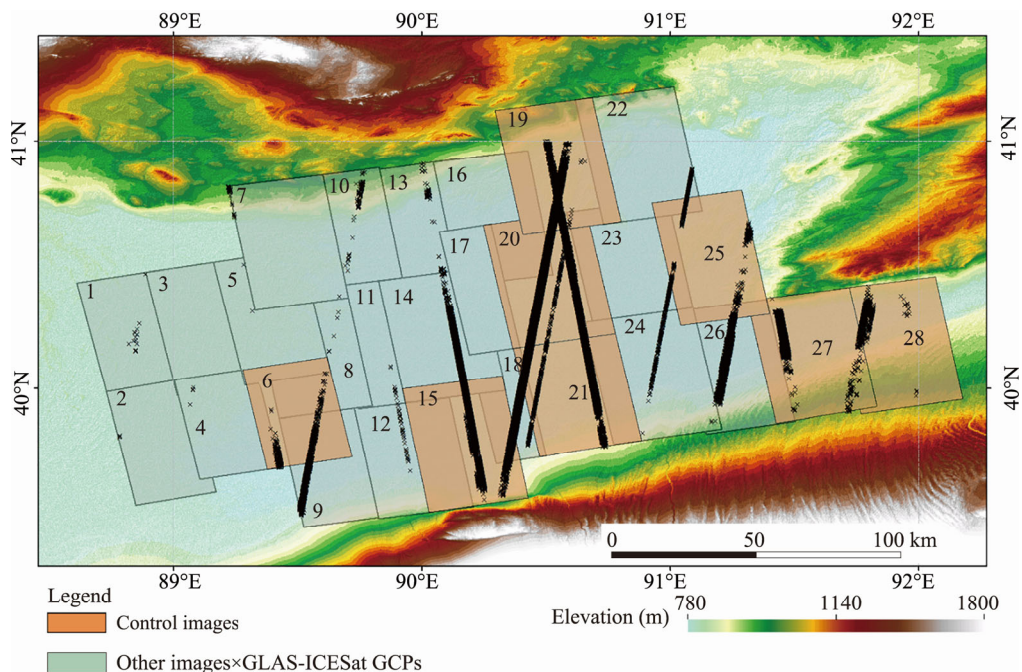 89°E 90°E 91°E 92°E
41°N 41°N
40°N 40°N
19 22
7 10 13 16
1 3 5 17 20 23 25
11 14
2 4 6 8 18 24 26 27 28
12 15 21
9
0 50 100 km
89°E 90°E 91°E 92°E
Legend
Control images
Other images×GLAS-ICESat GCPs
Elevation (m)
780 1140 1800